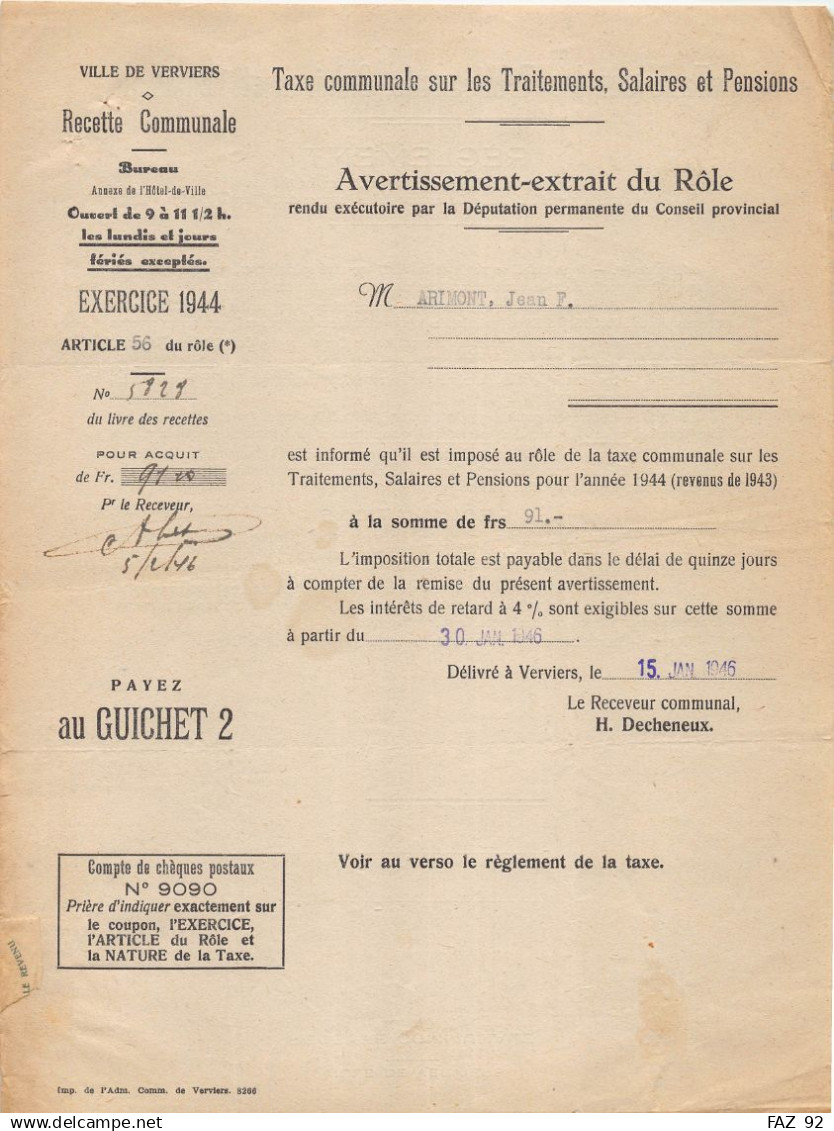 VILLE DE VERVIERS
Recette Communale
Bureau
Annexe de l'Hôtel-de-Ville
Ouvert de 9 à 11 1/2 h.
les lundis et jours
fériés exceptés.
EXERCICE 1944
ARTICLE 56 du rôle (*)
No 5828
du livre des recettes
POUR ACQUIT
de Fr. 91
Pr le Receveur,
5/2/46
PAYEZ
au GUICHET 2
Compte de chèques postaux
N° 9090
Prière d'indiquer exactement sur
le coupon, l'EXERCICE,
l'ARTICLE du Rôle et
la NATURE de la Taxe.
LE REVENU
Imp. de l'Adm. Comm. de Verviers. 8266
Taxe communale sur les Traitements, Salaires et Pensions
Avertissement-extrait du Rôle
rendu exécutoire par la Députation permanente du Conseil provincial
M ARIMONT, Jean F.
est informé qu'il est imposé au rôle de la taxe communale sur les
Traitements, Salaires et Pensions pour l'année 1944 (revenus de 1943)
à la somme de frs 91.-
L'imposition totale est payable dans le délai de quinze jours
à compter de la remise du présent avertissement.
Les intérêts de retard à 4 % sont exigibles sur cette somme
à partir du 30. JAN. 1946.
Délivré à Verviers, le 15. JAN. 1946
Le Receveur communal,
H. Decheneux.
Voir au verso le règlement de la taxe.
FAZ 92